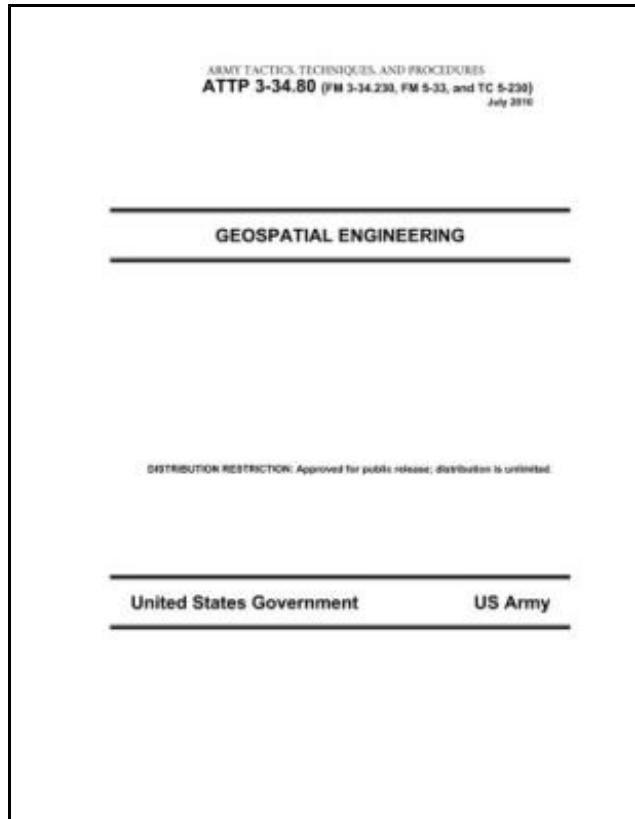 ARMY TACTICS, TECHNIQUES, AND PROCEDURES
ATTP 3-34.80 (FM 3-34.230, FM 5-33, and TC 5-230)
July 2010
GEOSPATIAL ENGINEERING
DISTRIBUTION RESTRICTION: Approved for public release; distribution is unlimited.
United States Government US Army